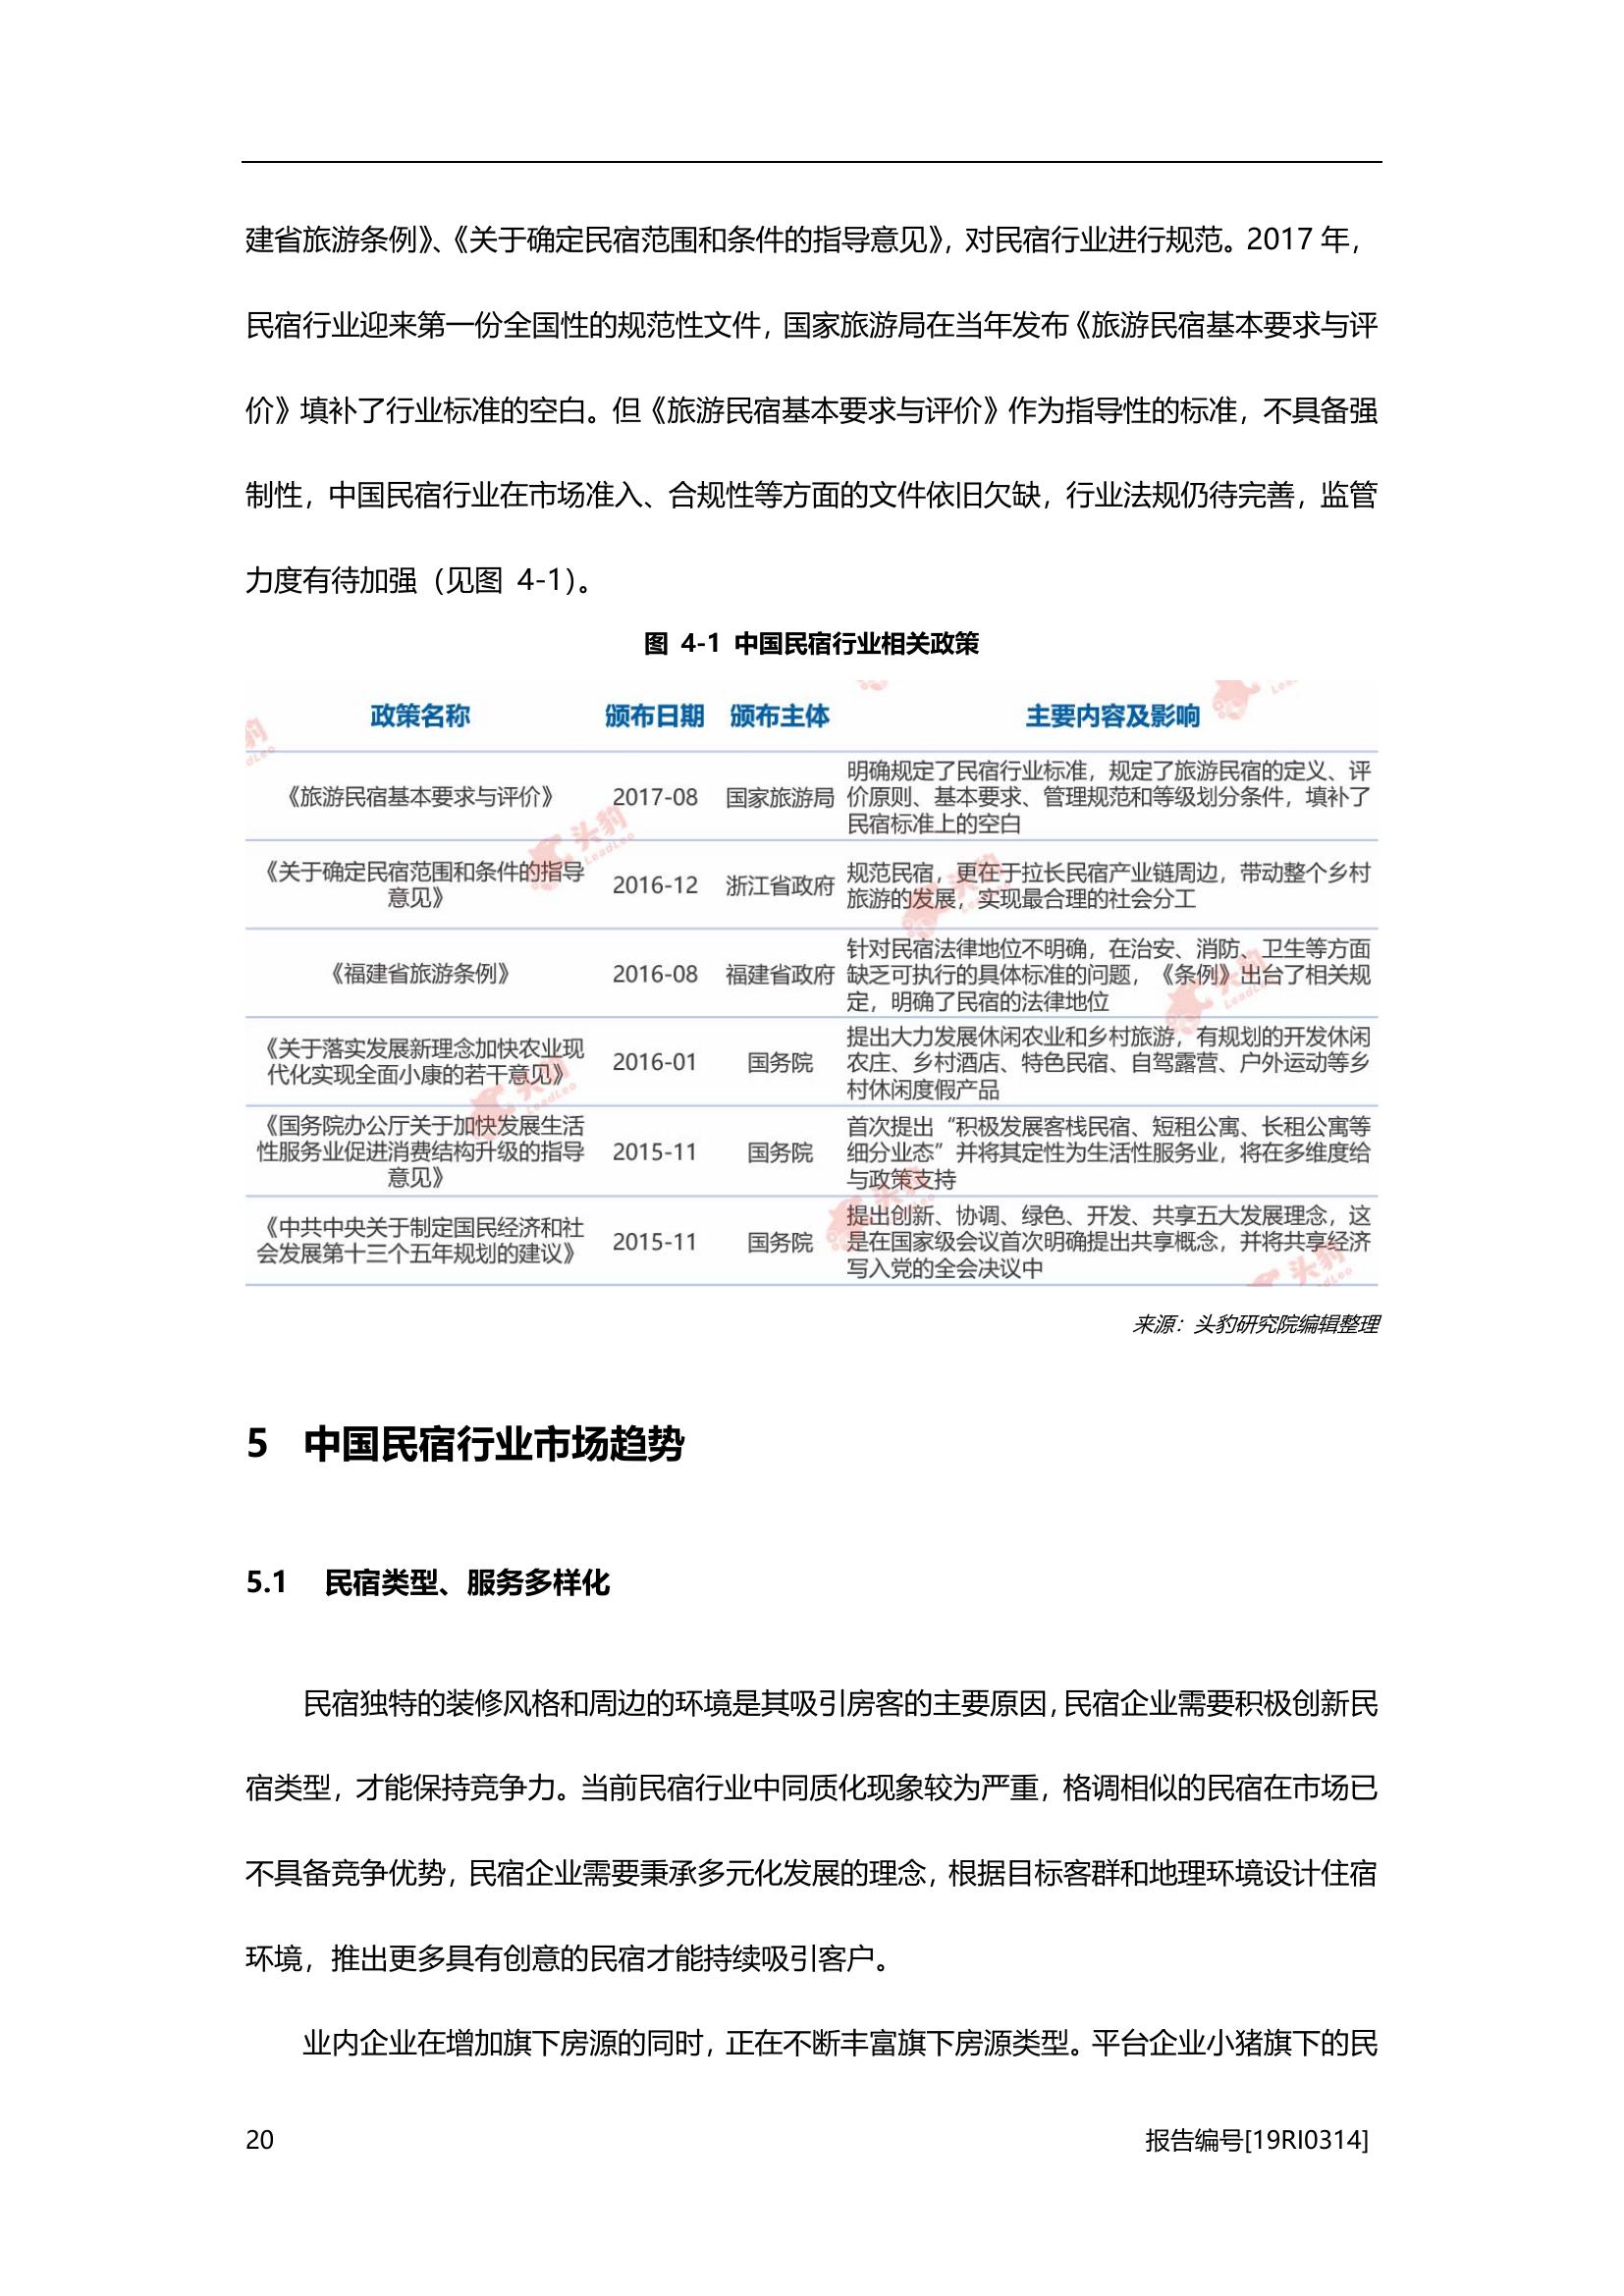 建省旅游条例》、《关于确定民宿范围和条件的指导意见》，对民宿行业进行规范。2017 年，
民宿行业迎来第一份全国性的规范性文件，国家旅游局在当年发布《旅游民宿基本要求与评
价》填补了行业标准的空白。但《旅游民宿基本要求与评价》作为指导性的标准，不具备强
制性，中国民宿行业在市场准入、合规性等方面的文件依旧欠缺，行业法规仍待完善，监管
力度有待加强（见图 4-1）。
图 4-1 中国民宿行业相关政策
政策名称 颁布日期 颁布主体 主要内容及影响
《旅游民宿基本要求与评价》 2017-08 国家旅游局
明确规定了民宿行业标准，规定了旅游民宿的定义、评
价原则、基本要求、管理规范和等级划分条件，填补了
民宿标准上的空白
《关于确定民宿范围和条件的指导
意见》
2016-12 浙江省政府
规范民宿，更在于拉长民宿产业链周边，带动整个乡村
旅游的发展，实现最合理的社会分工
《福建省旅游条例》 2016-08 福建省政府
针对民宿法律地位不明确，在治安、消防、卫生等方面
缺乏可执行的具体标准的问题，《条例》出台了相关规
定，明确了民宿的法律地位
《关于落实发展新理念加快农业现
代化实现全面小康的若干意见》
2016-01 国务院
提出大力发展休闲农业和乡村旅游，有规划的开发休闲
农庄、乡村酒店、特色民宿、自驾露营、户外运动等乡
村休闲度假产品
《国务院办公厅关于加快发展生活
性服务业促进消费结构升级的指导
意见》
2015-11 国务院
首次提出“积极发展客栈民宿、短租公寓、长租公寓等
细分业态”并将其定性为生活性服务业，将在多维度给
与政策支持
《中共中央关于制定国民经济和社
会发展第十三个五年规划的建议》
2015-11 国务院
提出创新、协调、绿色、开发、共享五大发展理念，这
是在国家级会议首次明确提出共享概念，并将共享经济
写入党的全会决议中
来源：头豹研究院编辑整理
5 中国民宿行业市场趋势
5.1 民宿类型、服务多样化
民宿独特的装修风格和周边的环境是其吸引房客的主要原因，民宿企业需要积极创新民
宿类型，才能保持竞争力。当前民宿行业中同质化现象较为严重，格调相似的民宿在市场已
不具备竞争优势，民宿企业需要秉承多元化发展的理念，根据目标客群和地理环境设计住宿
环境，推出更多具有创意的民宿才能持续吸引客户。
业内企业在增加旗下房源的同时，正在不断丰富旗下房源类型。平台企业小猪旗下的民
20 报告编号[19RI0314]